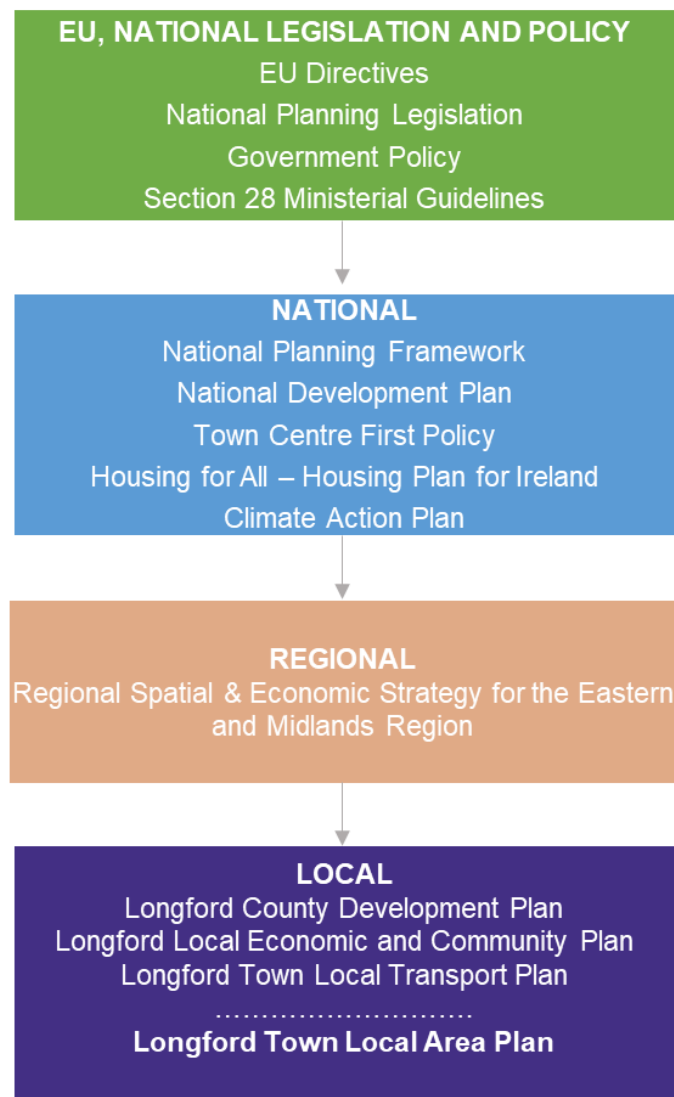 EU, NATIONAL LEGISLATION AND POLICY
EU Directives
National Planning Legislation
Government Policy
Section 28 Ministerial Guidelines
NATIONAL
National Planning Framework
National Development Plan
Town Centre First Policy
Housing for All – Housing Plan for Ireland
Climate Action Plan
REGIONAL
Regional Spatial & Economic Strategy for the Eastern
and Midlands Region
LOCAL
Longford County Development Plan
Longford Local Economic and Community Plan
Longford Town Local Transport Plan
............................
Longford Town Local Area Plan